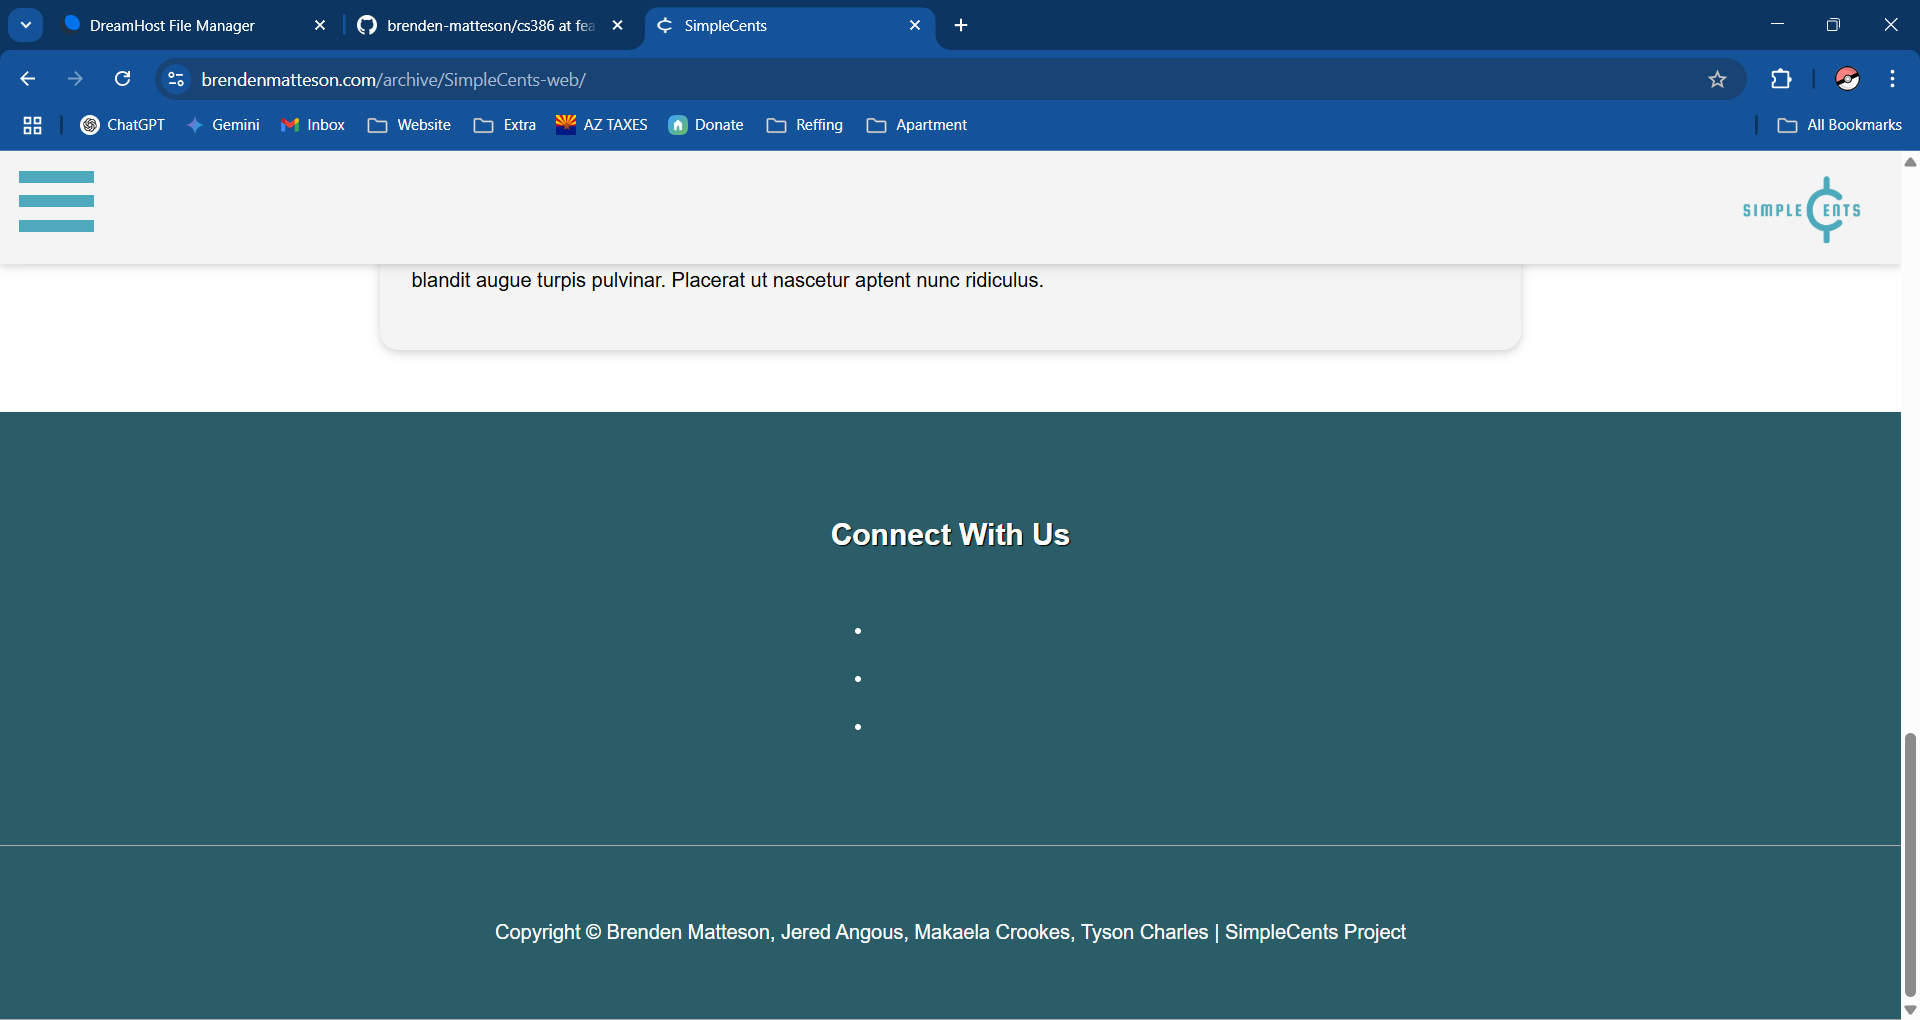 DreamHost File Manager
brenden-matteson/cs386 at fea
SimpleCents
brendenmatteson.com/archive/SimpleCents-web/
ChatGPT
Gemini
Inbox
Website
Extra
AZ TAXES
Donate
Reffing
Apartment
All Bookmarks
SIMPLE CENTS
blandit augue turpis pulvinar. Placerat ut nascetur aptent nunc ridiculus.
Connect With Us
•
•
•
Copyright © Brenden Matteson, Jered Angous, Makaela Crookes, Tyson Charles | SimpleCents Project